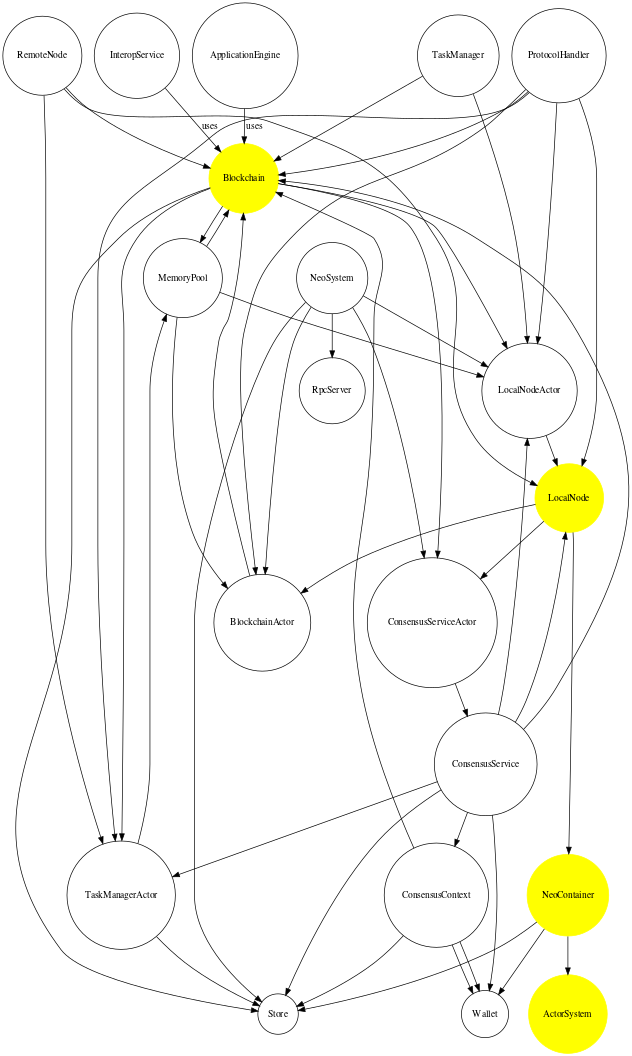 RemoteNode
InteropService
ApplicationEngine
TaskManager
ProtocolHandler
uses
uses
Blockchain
MemoryPool
NeoSystem
RpcServer
LocalNodeActor
LocalNode
BlockchainActor
ConsensusServiceActor
ConsensusService
TaskManagerActor
ConsensusContext
NeoContainer
Store
Wallet
ActorSystem